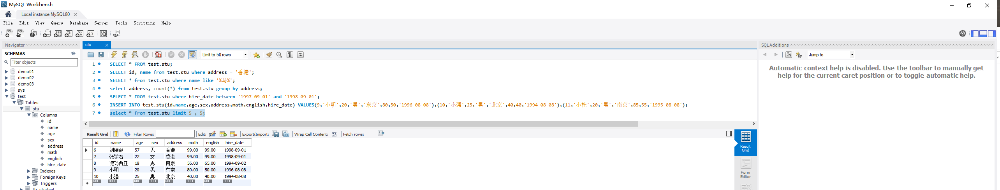 MySQL Workbench
Local instance MySQL80
File Edit View Query Database Server Tools Scripting Help
Navigator
SCHEMAS
Filter objects
demo01
demo02
demo03
sys
test
Tables
stu
Columns
id
name
age
sex
address
math
english
hire_date
Indexes
Foreign Keys
Triggers
tb_student
stu
Limit to 50 rows
1 SELECT * FROM test.stu;
2 SELECT id, name from test.stu where address = '香港';
3 SELECT * from test.stu where name like '%马%';
4 select address, count(*) from test.stu group by address;
5 SELECT * FROM test.stu where hire_date between '1997-09-01' and '1998-09-01';
6 INSERT INTO test.stu(id,name,age,sex,address,math,english,hire_date) VALUES(9,'小明',20,'男','东京',80,50,'1996-08-08'),(10,'小强',25,'男','北京',40,40,'1994-08-08'),(11,'小杜',20,'男','南京',85,55,'1995-08-08');
7 select * from test.stu limit 5 , 5;
Result Grid Filter Rows: Edit: Export/Import: Wrap Cell Content: Fetch rows:
id name age sex address math english hire_date
6 刘德彪 57 男 香港 99.00 99.00 1998-09-01
7 张学右 22 女 香港 99.00 99.00 1998-09-01
8 德玛西亚 18 男 南京 56.00 65.00 1994-09-02
9 小明 20 男 东京 80.00 50.00 1996-08-08
10 小强 25 男 北京 40.00 40.00 1994-08-08
NULL NULL NULL NULL NULL NULL NULL NULL
Result
Grid
Form
Editor
SQLAdditions
Jump to
Automatic context help is disabled. Use the toolbar to manually get
help for the current caret position or to toggle automatic help.